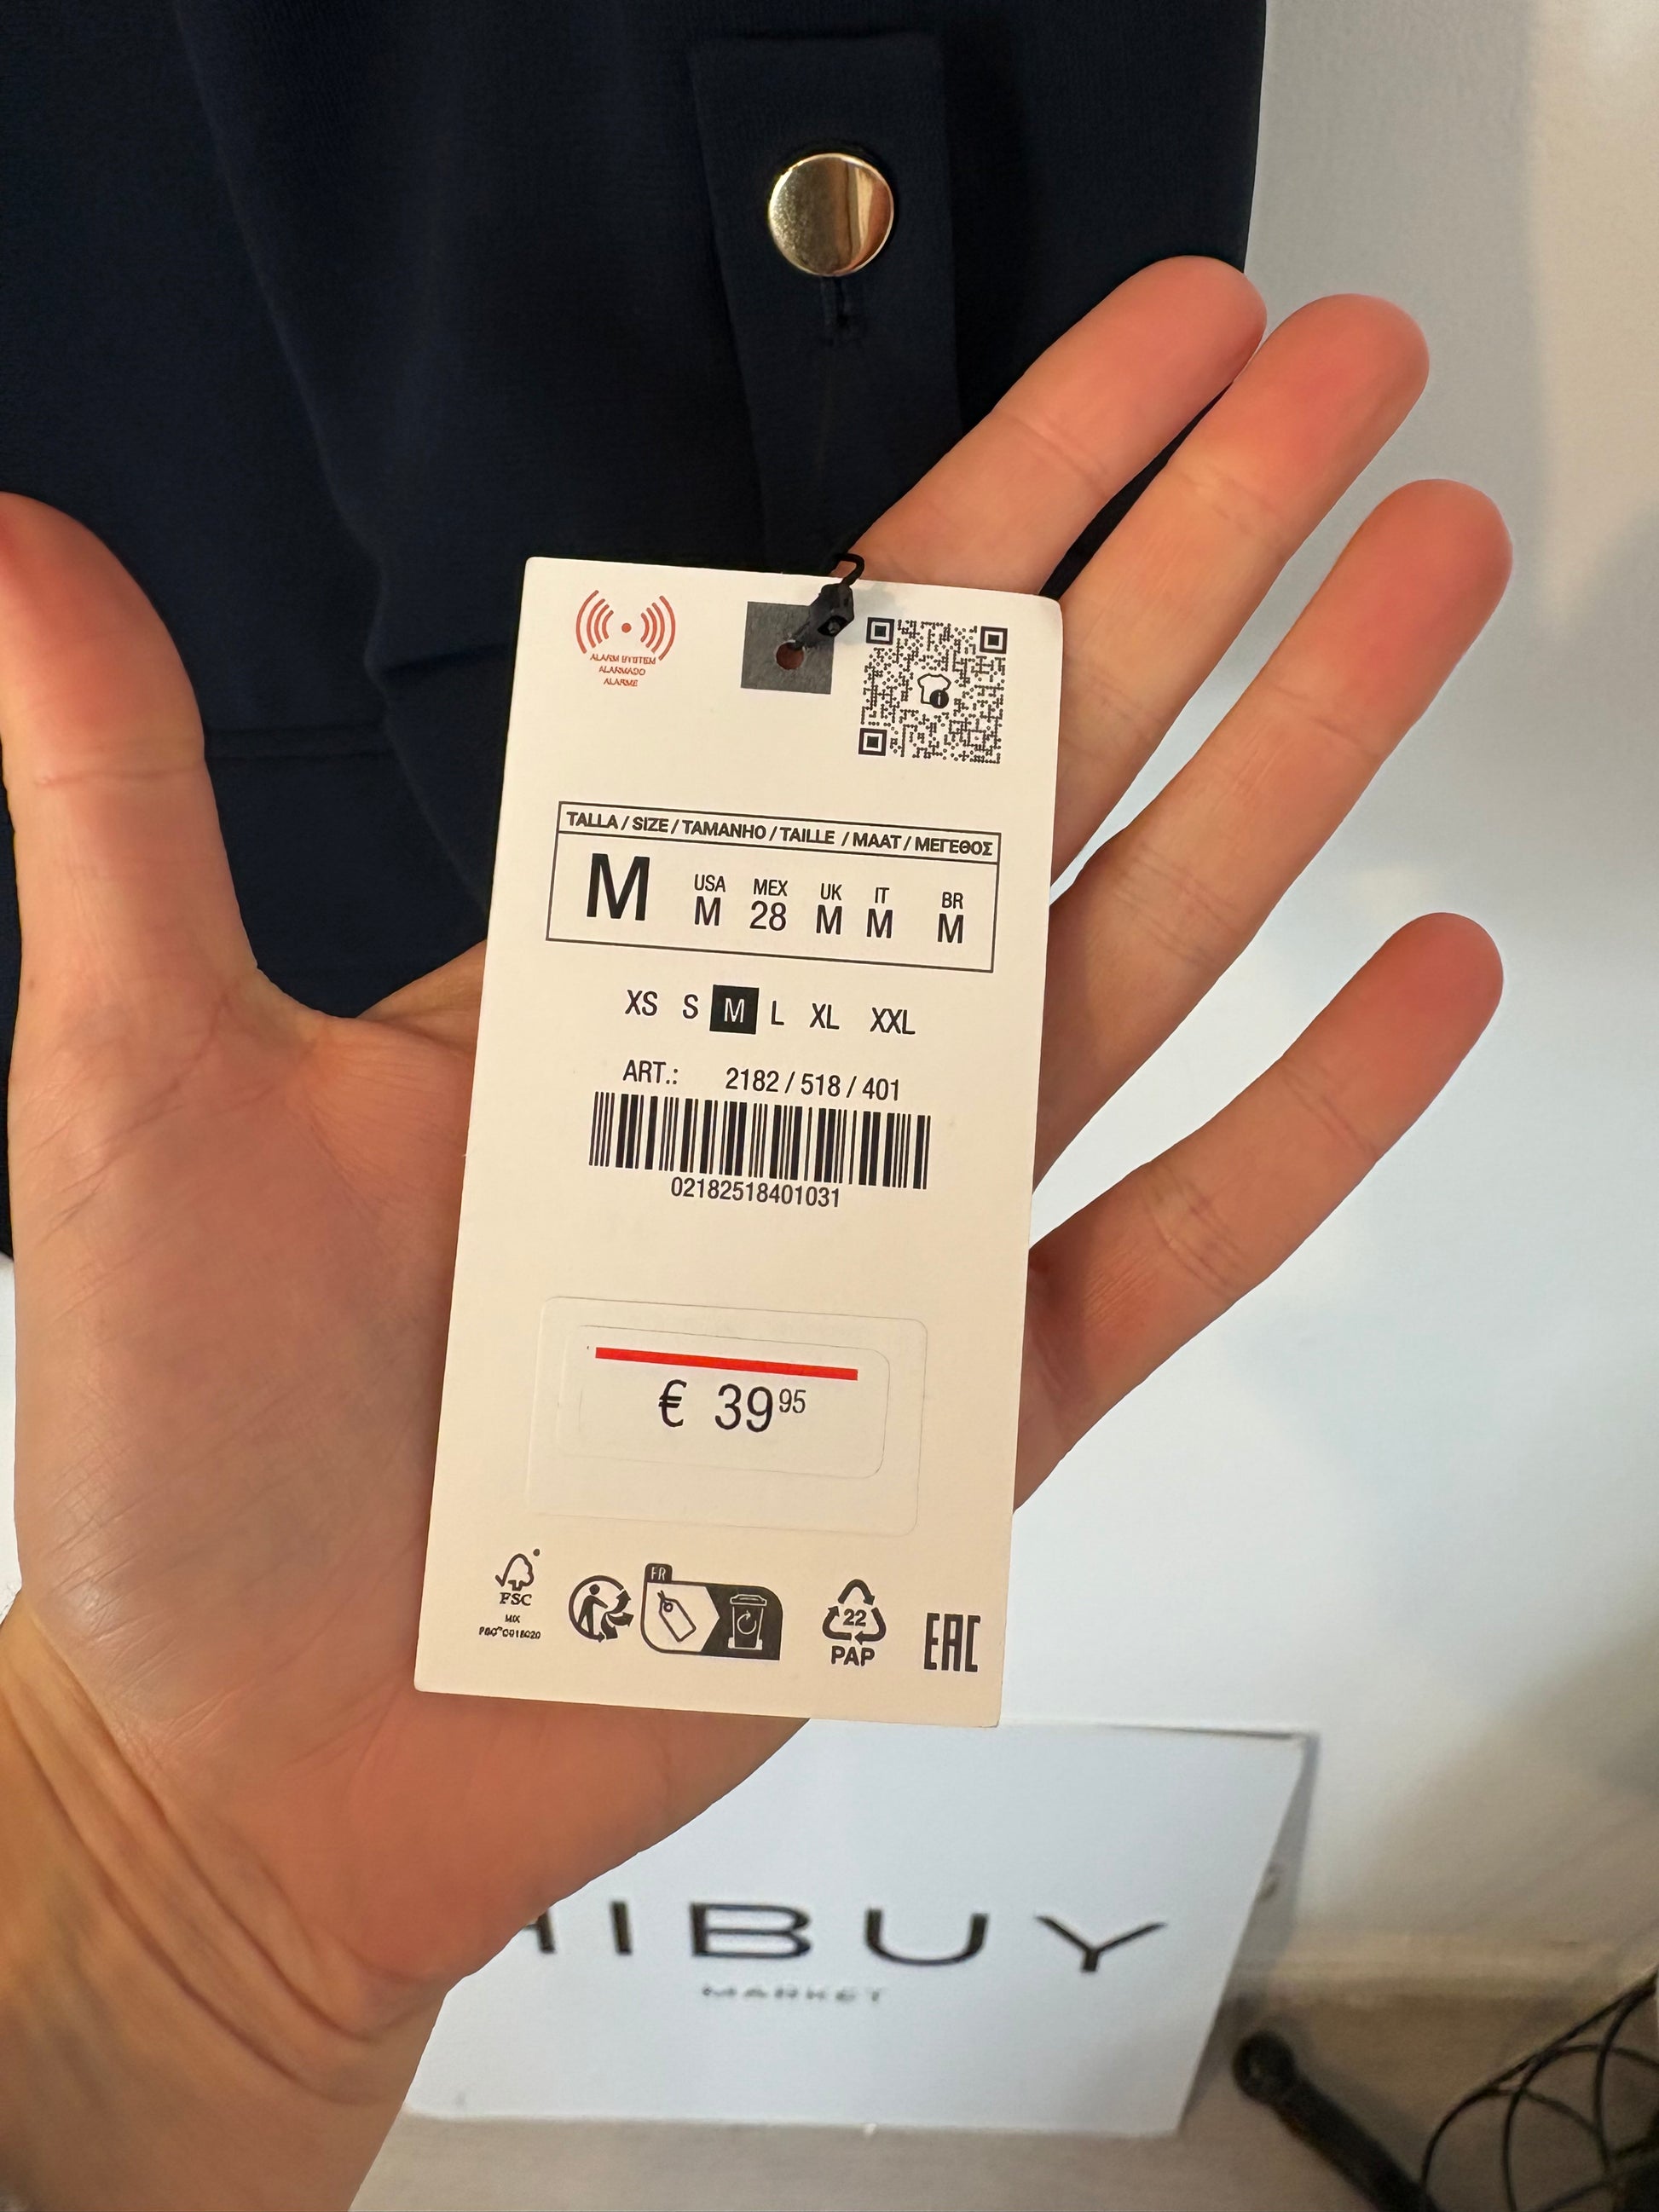 ALARM SYSTEM
ALARMADO
ALARME
TALLA / SIZE / TAMANHO / TAILLE / MAAT / ΜΕΓΕΘΟΣ
M
USA MEX UK IT BR
M 28 M M M
XS S M L XL XXL
ART.: 2182 / 518 / 401
02182518401031
€ 39 95
FSC
MIX
FR
22
PAP
EAC
HIBUY
MARKET